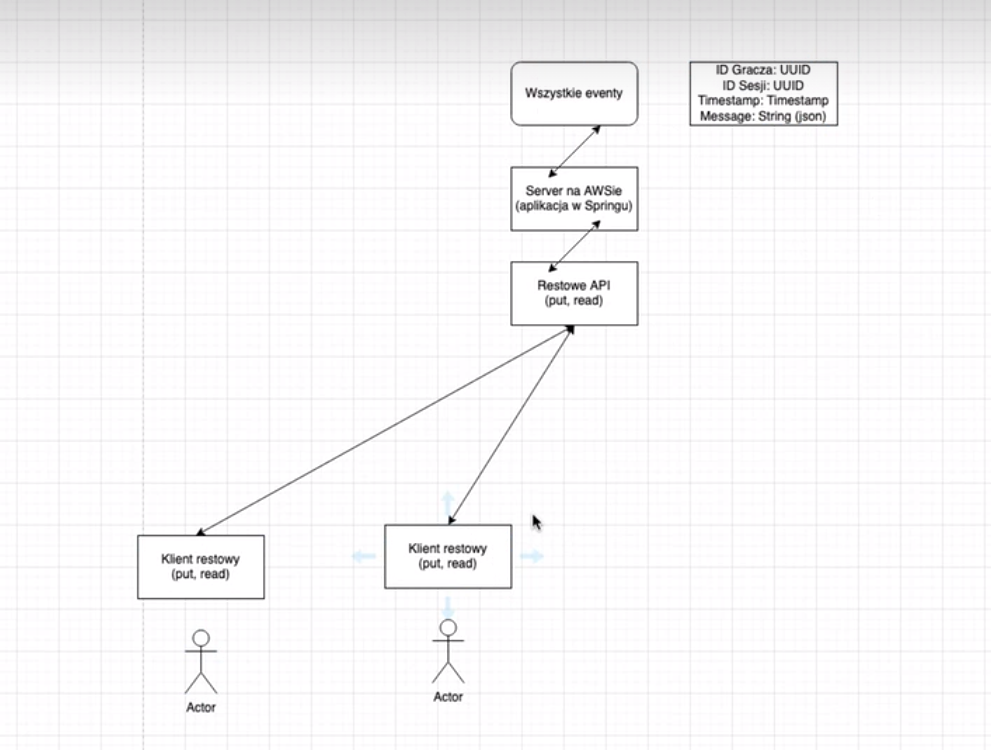 Wszystkie eventy
ID Gracza: UUID
ID Sesji: UUID
Timestamp: Timestamp
Message: String (json)
Server na AWSie
(aplikacja w Springu)
Restowe API
(put, read)
Klient restowy
(put, read)
Klient restowy
(put, read)
Actor
Actor